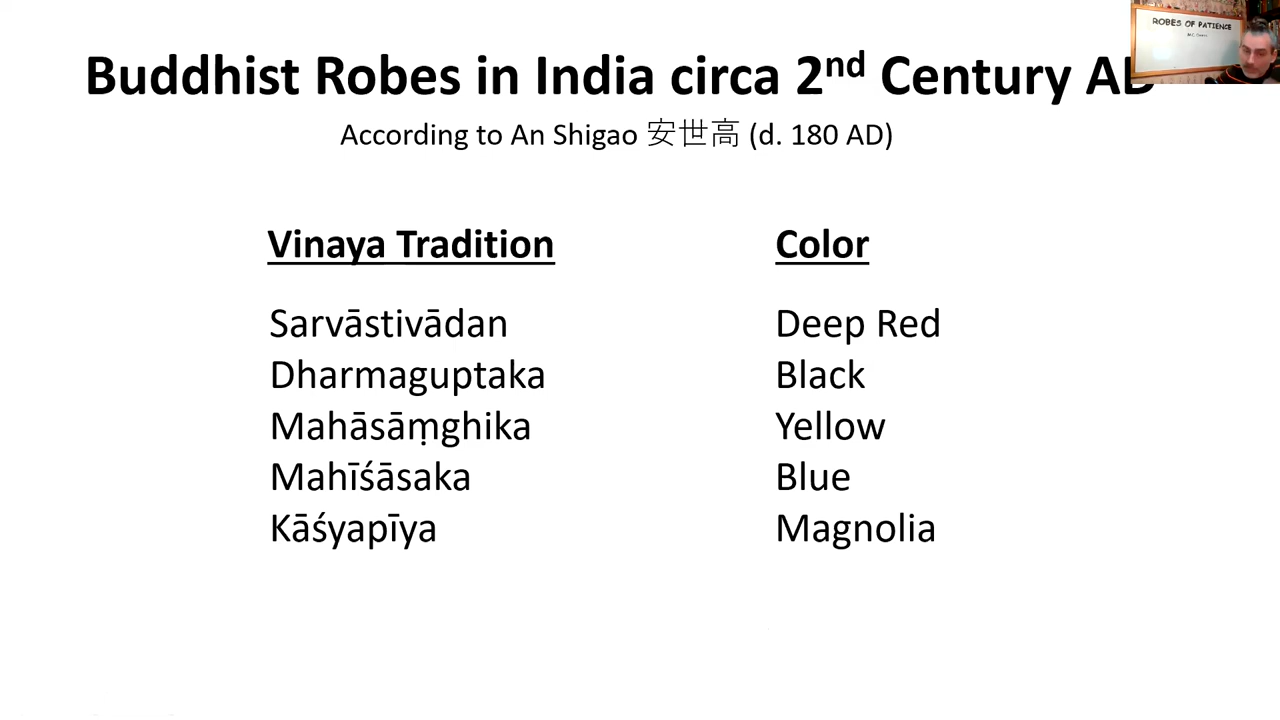 Buddhist Robes in India circa 2nd Century AD
According to An Shigao 安世高 (d. 180 AD)
ROBES OF PATIENCE
Vinaya Tradition Color
Sarvāstivādan Deep Red
Dharmaguptaka Black
Mahāsāṃghika Yellow
Mahīśāsaka Blue
Kāśyapīya Magnolia